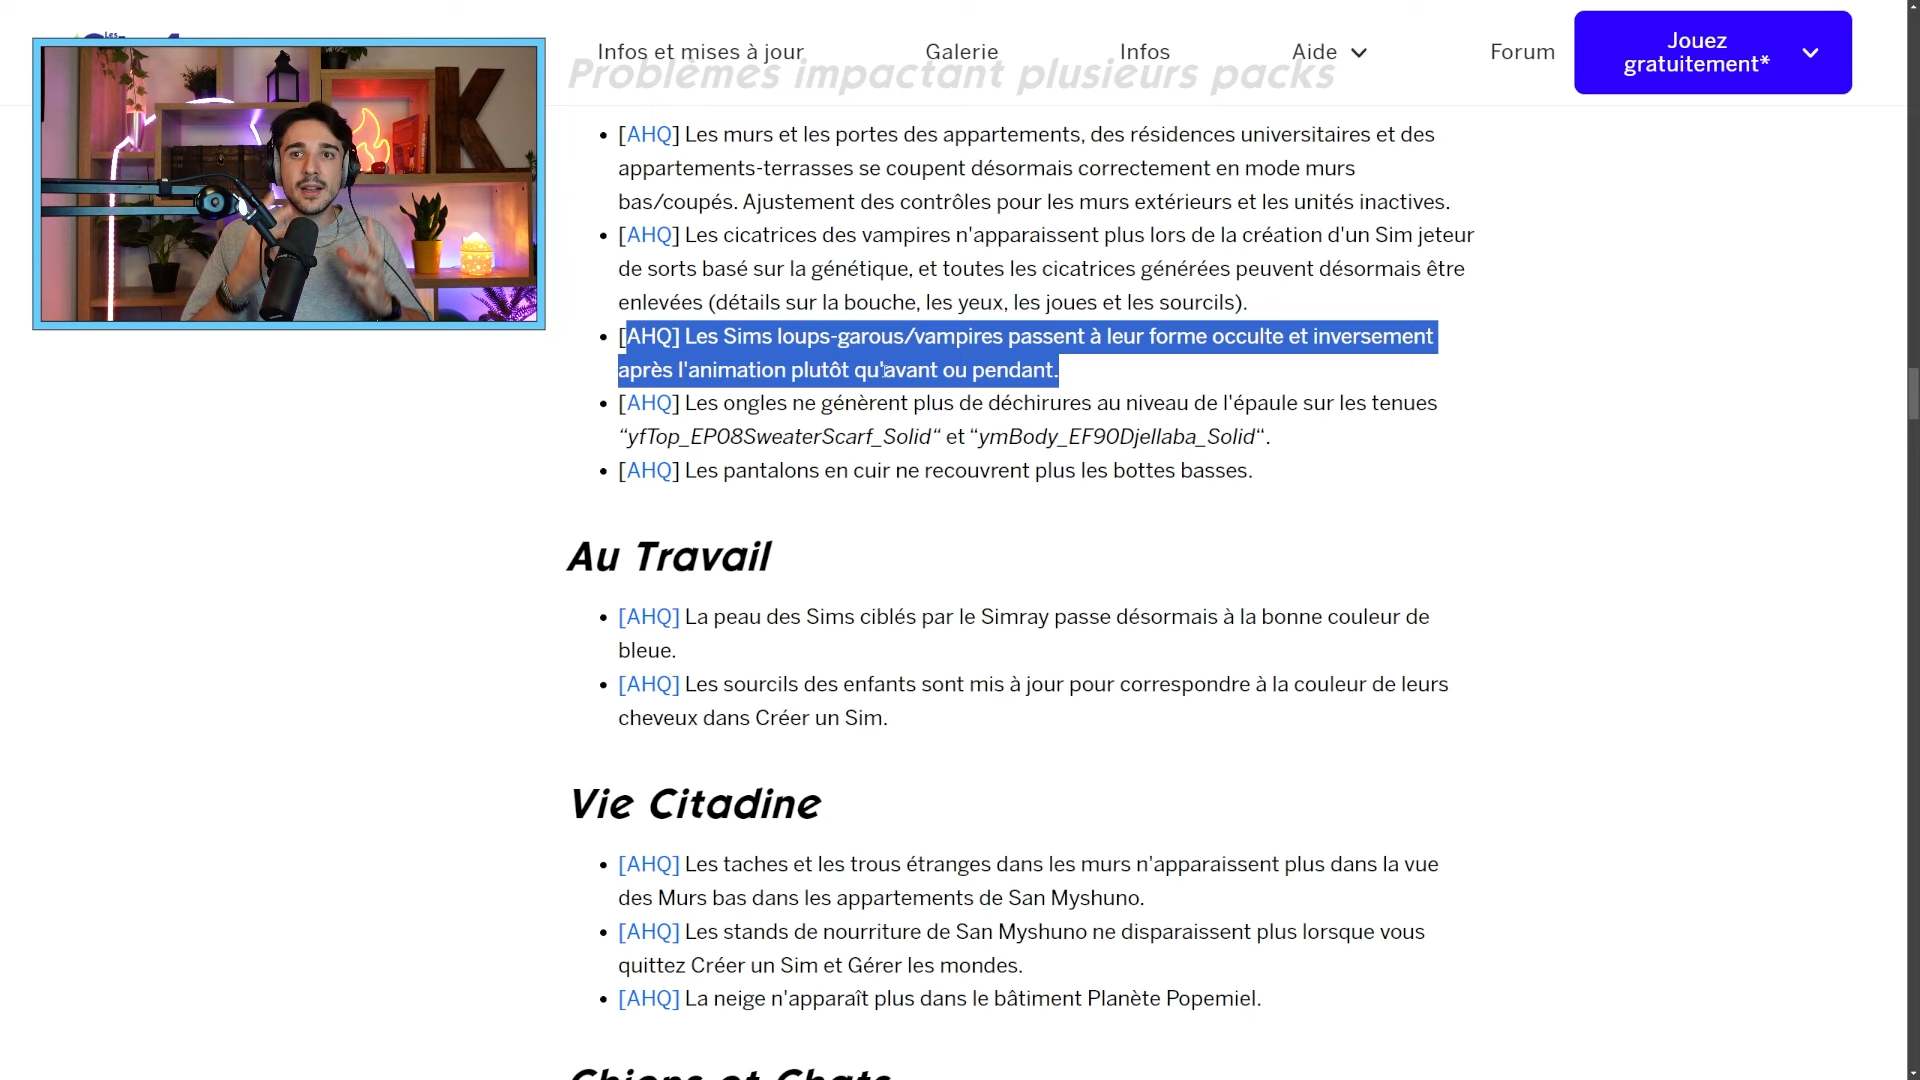 Les
Infos et mises à jour
Galerie
Infos
Aide
Forum
Jouez
gratuitement*
K
Problèmes impactant plusieurs packs
• [AHQ] Les murs et les portes des appartements, des résidences universitaires et des
appartements-terrasses se coupent désormais correctement en mode murs
bas/coupés. Ajustement des contrôles pour les murs extérieurs et les unités inactives.
• [AHQ] Les cicatrices des vampires n'apparaissent plus lors de la création d'un Sim jeteur
de sorts basé sur la génétique, et toutes les cicatrices générées peuvent désormais être
enlevées (détails sur la bouche, les yeux, les joues et les sourcils).
• [AHQ] Les Sims loups-garous/vampires passent à leur forme occulte et inversement
après l'animation plutôt qu'avant ou pendant.
• [AHQ] Les ongles ne génèrent plus de déchirures au niveau de l'épaule sur les tenues
“yfTop_EP08SweaterScarf_Solid“ et “ymBody_EF90Djellaba_Solid“.
• [AHQ] Les pantalons en cuir ne recouvrent plus les bottes basses.
Au Travail
• [AHQ] La peau des Sims ciblés par le Simray passe désormais à la bonne couleur de
bleue.
• [AHQ] Les sourcils des enfants sont mis à jour pour correspondre à la couleur de leurs
cheveux dans Créer un Sim.
Vie Citadine
• [AHQ] Les taches et les trous étranges dans les murs n'apparaissent plus dans la vue
des Murs bas dans les appartements de San Myshuno.
• [AHQ] Les stands de nourriture de San Myshuno ne disparaissent plus lorsque vous
quittez Créer un Sim et Gérer les mondes.
• [AHQ] La neige n'apparaît plus dans le bâtiment Planète Popemiel.
Chiens et Chats